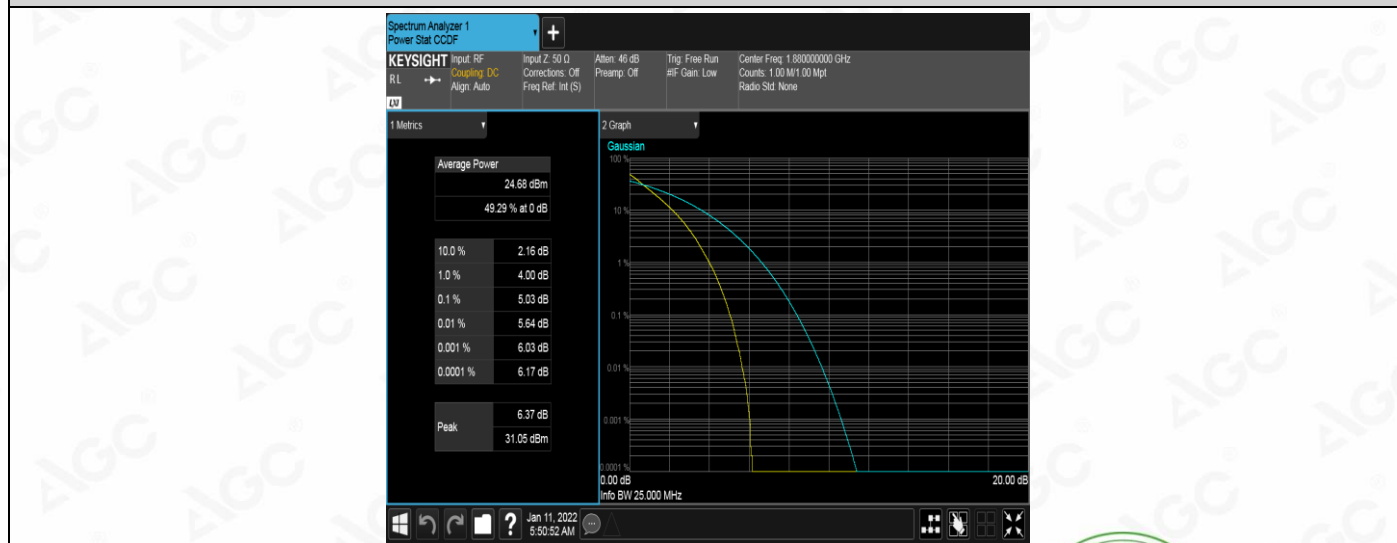 Spectrum Analyzer 1
Power Stat CCDF
+
KEYSIGHT
Input: RF
Coupling: DC
Align: Auto
Input Z: 50 Ω
Corrections: Off
Freq Ref: Int (S)
Atten: 46 dB
Preamp: Off
Trig: Free Run
#IF Gain: Low
Center Freq: 1.880000000 GHz
Counts: 1.00 M/1.00 Mpt
Radio Std: None
RL
LXI
1 Metrics
Average Power
24.68 dBm
49.29 % at 0 dB
10.0 % 2.16 dB
1.0 % 4.00 dB
0.1 % 5.03 dB
0.01 % 5.64 dB
0.001 % 6.03 dB
0.0001 % 6.17 dB
Peak
6.37 dB
31.05 dBm
2 Graph
Gaussian
100 %
10 %
1 %
0.1 %
0.01 %
0.001 %
0.0001 %
0.00 dB
20.00 dB
Info BW 25.000 MHz
?
Jan 11, 2022
5:50:52 AM
AGC